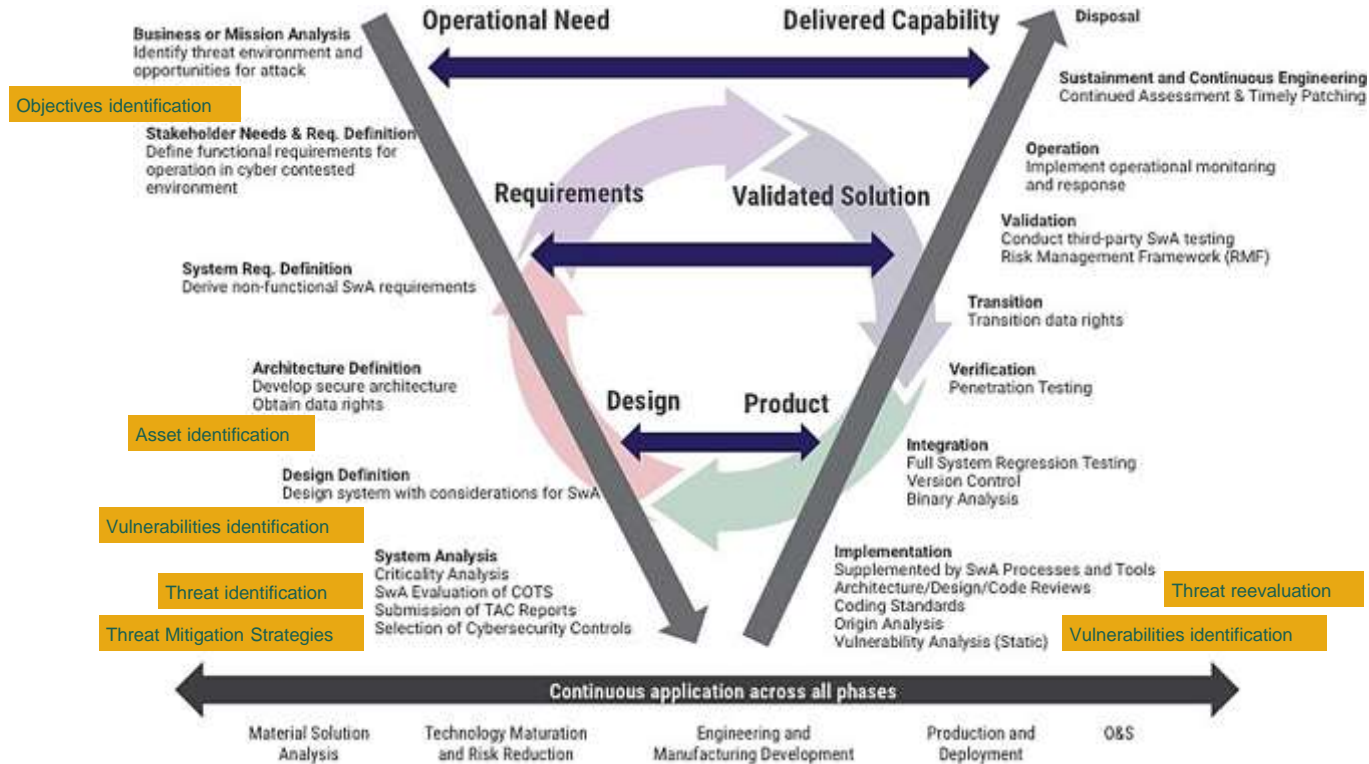 Operational Need
Delivered Capability
Disposal
Business or Mission Analysis
Identify threat environment and
opportunities for attack
Objectives identification
Stakeholder Needs & Req. Definition
Define functional requirements for
operation in cyber contested
environment
Requirements
Validated Solution
System Req. Definition
Derive non-functional SwA requirements
Architecture Definition
Develop secure architecture
Obtain data rights
Asset identification
Design
Product
Design Definition
Design system with considerations for SwA
Vulnerabilities identification
System Analysis
Criticality Analysis
SwA Evaluation of COTS
Submission of TAC Reports
Selection of Cybersecurity Controls
Threat identification
Threat Mitigation Strategies
Sustainment and Continuous Engineering
Continued Assessment & Timely Patching
Operation
Implement operational monitoring
and response
Validation
Conduct third-party SwA testing
Risk Management Framework (RMF)
Transition
Transition data rights
Verification
Penetration Testing
Integration
Full System Regression Testing
Version Control
Binary Analysis
Implementation
Supplemented by SwA Processes and Tools
Architecture/Design/Code Reviews
Coding Standards
Origin Analysis
Vulnerability Analysis (Static)
Threat reevaluation
Vulnerabilities identification
Continuous application across all phases
Material Solution
Analysis
Technology Maturation
and Risk Reduction
Engineering and
Manufacturing Development
Production and
Deployment
O&S